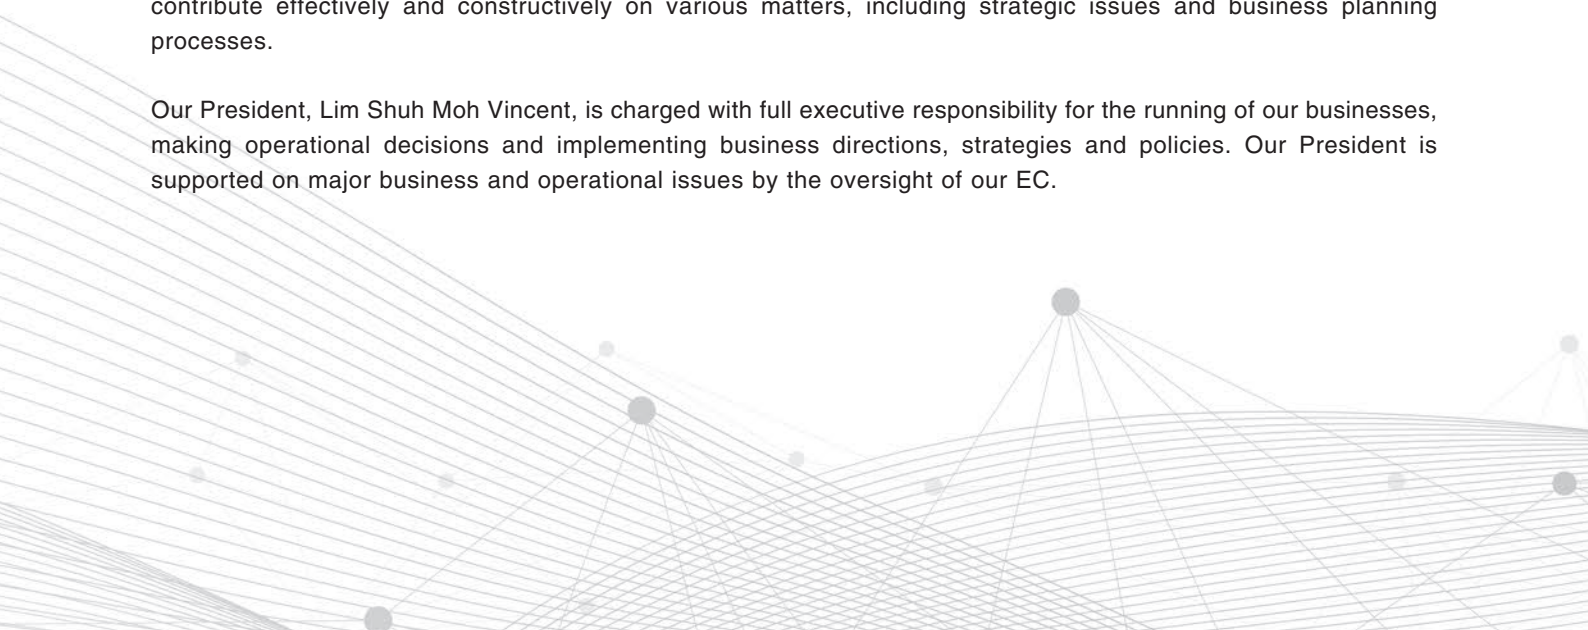 contribute effectively and constructively on various matters, including strategic issues and business planning
processes.
Our President, Lim Shuh Moh Vincent, is charged with full executive responsibility for the running of our businesses,
making operational decisions and implementing business directions, strategies and policies. Our President is
supported on major business and operational issues by the oversight of our EC.